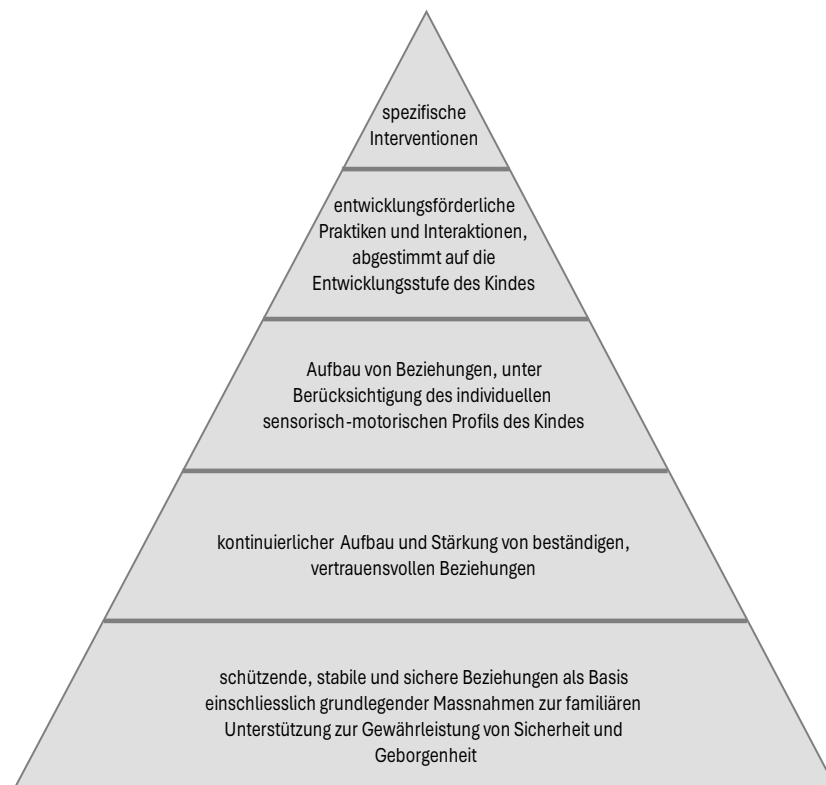 spezifische
Interventionen
entwicklungsförderliche
Praktiken und Interaktionen,
abgestimmt auf die
Entwicklungsstufe des Kindes
Aufbau von Beziehungen, unter
Berücksichtigung des individuellen
sensorisch-motorischen Profils des Kindes
kontinuierlicher Aufbau und Stärkung von beständigen,
vertrauensvollen Beziehungen
schützende, stabile und sichere Beziehungen als Basis
einschliesslich grundlegender Massnahmen zur familiären
Unterstützung zur Gewährleistung von Sicherheit und
Geborgenheit